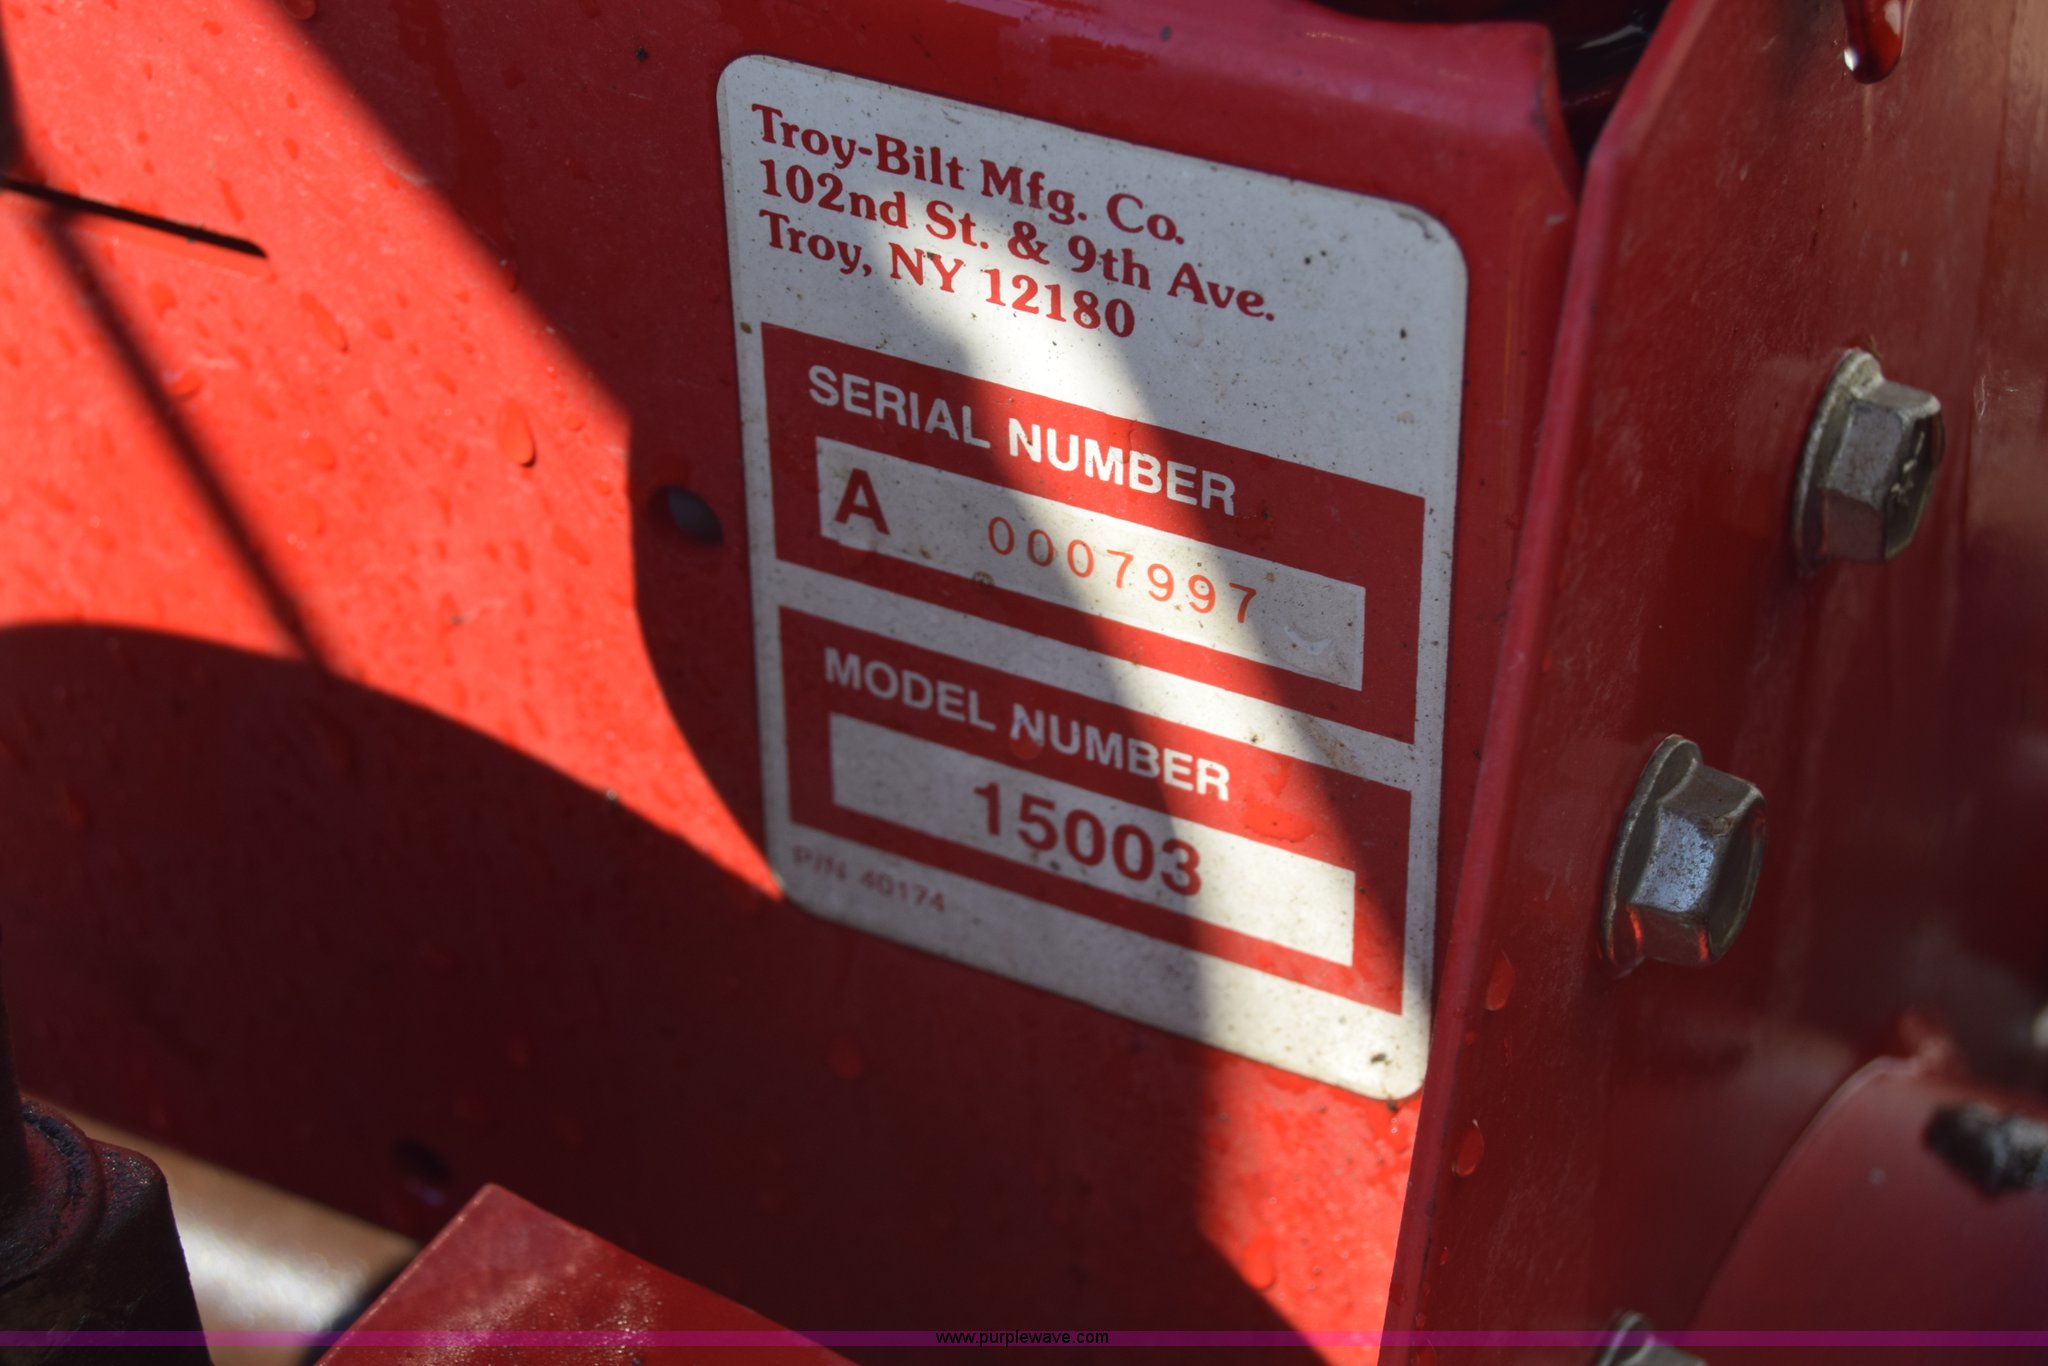 Troy-Bilt Mfg. Co.
102nd St. & 9th Ave.
Troy, NY 12180
SERIAL NUMBER
A 0007997
MODEL NUMBER
15003
P/N 40174
www.purplewave.com